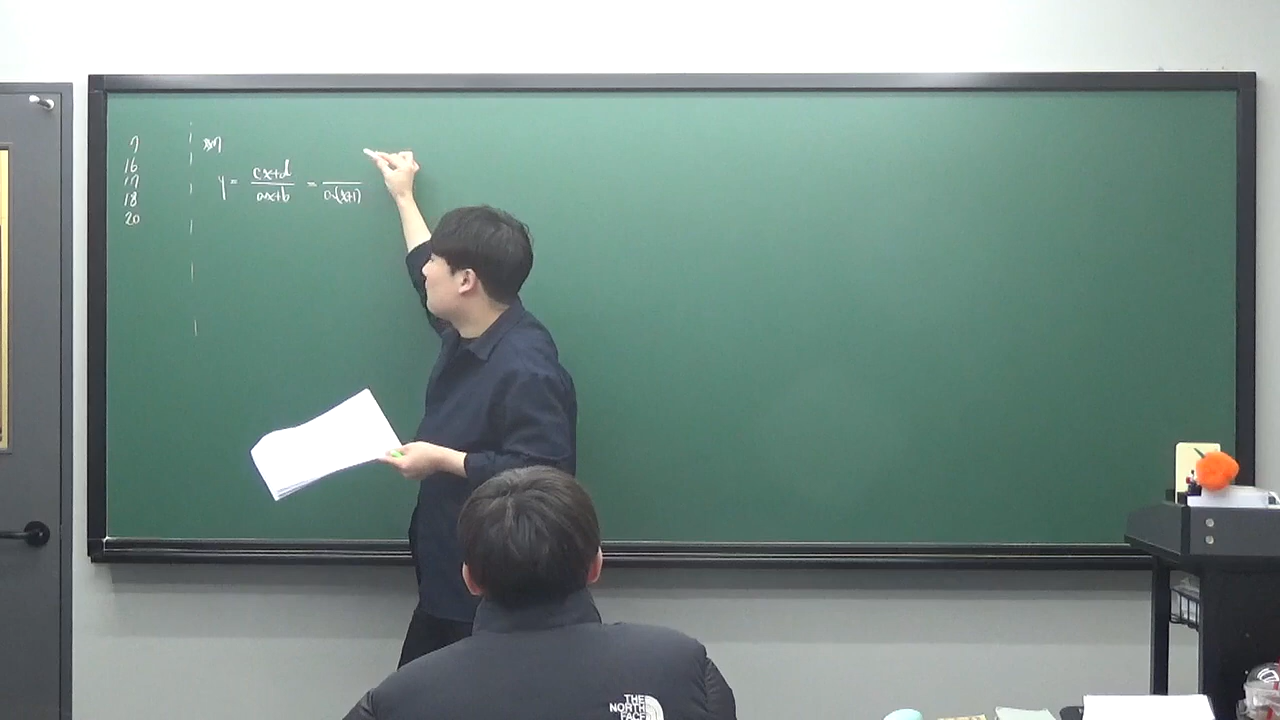 7
16
17
18
20
y = cx+d/ax+b = /a(x+1)
THE
NORTH
FACE